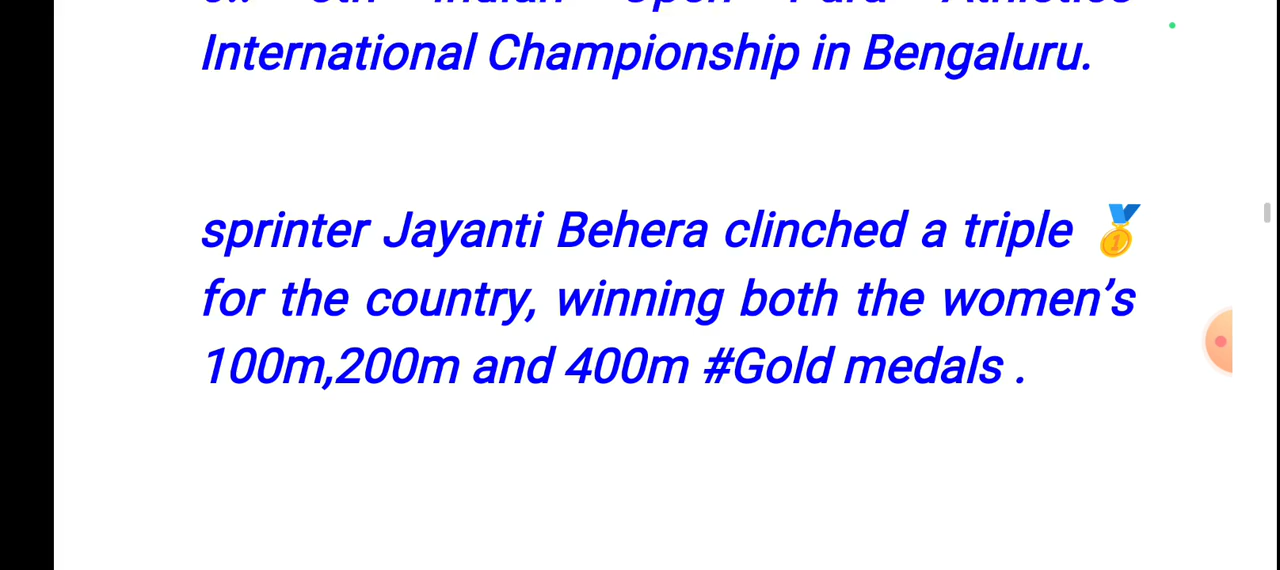 International Championship in Bengaluru.
sprinter Jayanti Behera clinched a triple 🥇
for the country, winning both the women’s
100m,200m and 400m #Gold medals .